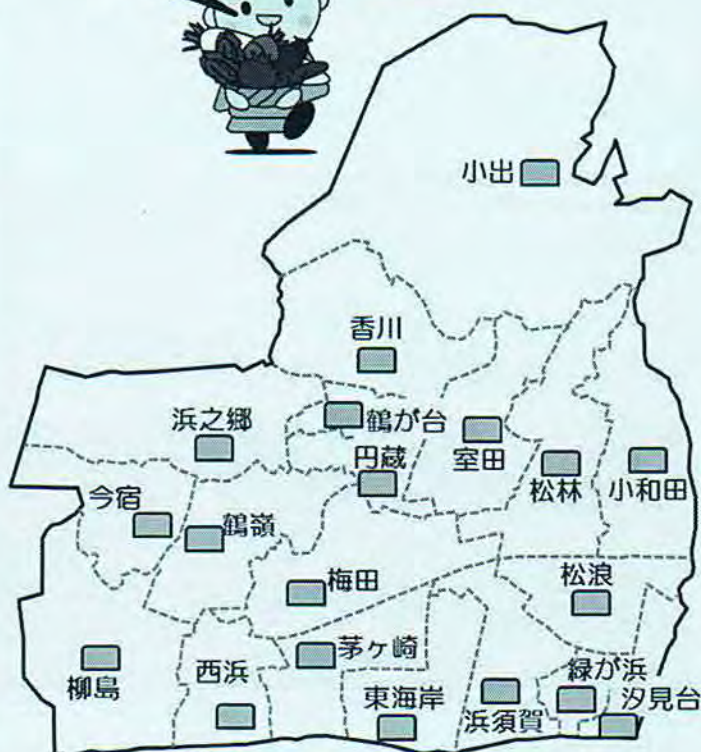 小出
香川
鶴が台
浜之郷
円蔵
室田
松林
小和田
今宿
鶴嶺
梅田
松浪
茅ヶ崎
柳島
西浜
東海岸
浜須賀
緑が浜
汐見台